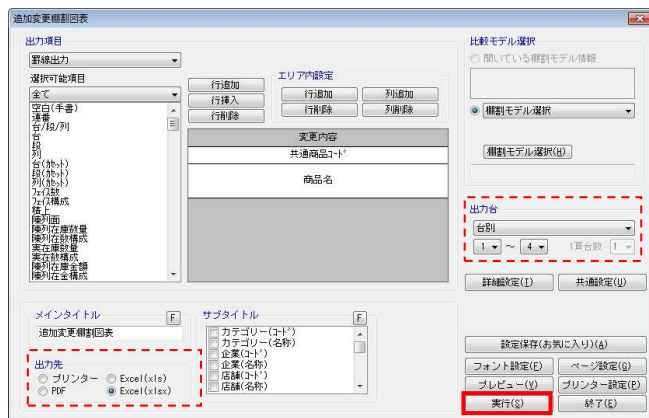 追加変更棚割図表
出力項目
罫線出力
選択可能項目
全て
空白(手書)
連番
台/段/列
台
段
列
台(カセット)
段(カセット)
列(カセット)
フェイス数
フェイス構成
積上
陳列面
陳列在庫数量
陳列在数構成
実在庫数量
実在数構成
陳列在庫金額
陳列在金構成
行追加
行挿入
行削除
エリア内設定
行追加
列追加
行削除
列削除
変更内容
共通商品コード
商品名
比較モデル選択
開いている棚割モデル情報
棚割モデル選択
棚割モデル選択(H)
出力台
台別
1 ～ 4 1頁台数 1
詳細設定(I)
共通設定(U)
メインタイトル F
追加変更棚割図表
出力先
プリンター
Excel(xls)
PDF
Excel(xlsx)
サブタイトル F
カテゴリー(コード)
カテゴリー(名称)
企業(コード)
企業(名称)
店舗(コード)
店舗(名称)
設定保存(お気に入り)(A)
フォント設定(F)
ページ設定(G)
プレビュー(V)
プリンター設定(P)
実行(S)
終了(E)